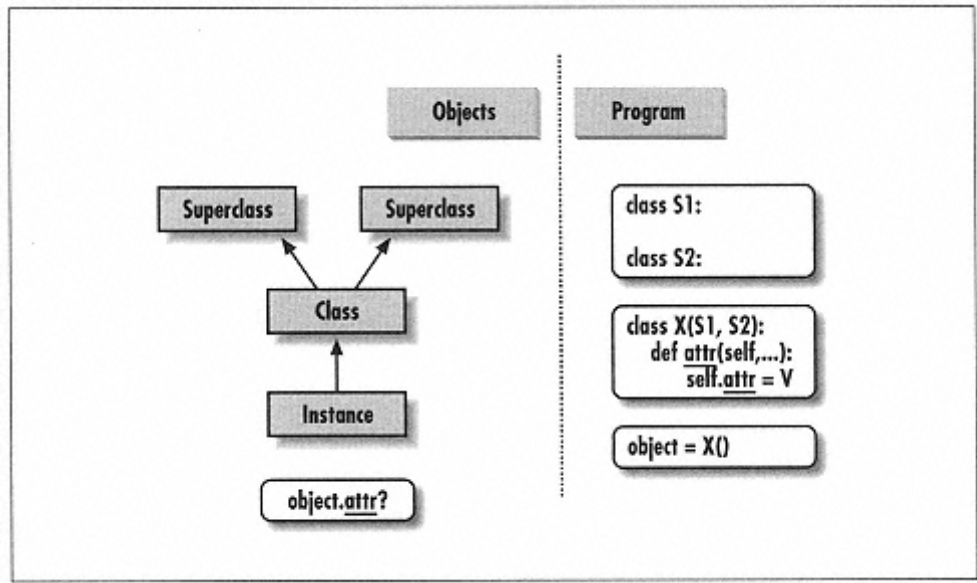 Objects
Program
Superclass
Superclass
Class
Instance
object.attr?
class S1:
class S2:
class X(S1, S2):
def attr(self,...):
self.attr = V
object = X()